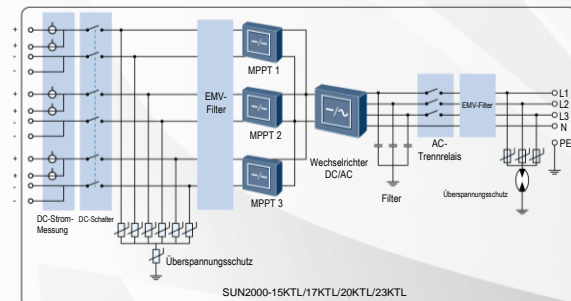 +
+
-
-
+
+
-
-
+
+
-
-
DC-Strom-
Messung
DC-Schalter
EMV-
Filter
MPPT 1
MPPT 2
MPPT 3
Wechselrichter
DC/AC
Filter
AC-
Trennrelais
EMV-Filter
L1
L2
L3
N
PE
Überspannungsschutz
Überspannungsschutz
SUN2000-15KTL/17KTL/20KTL/23KTL